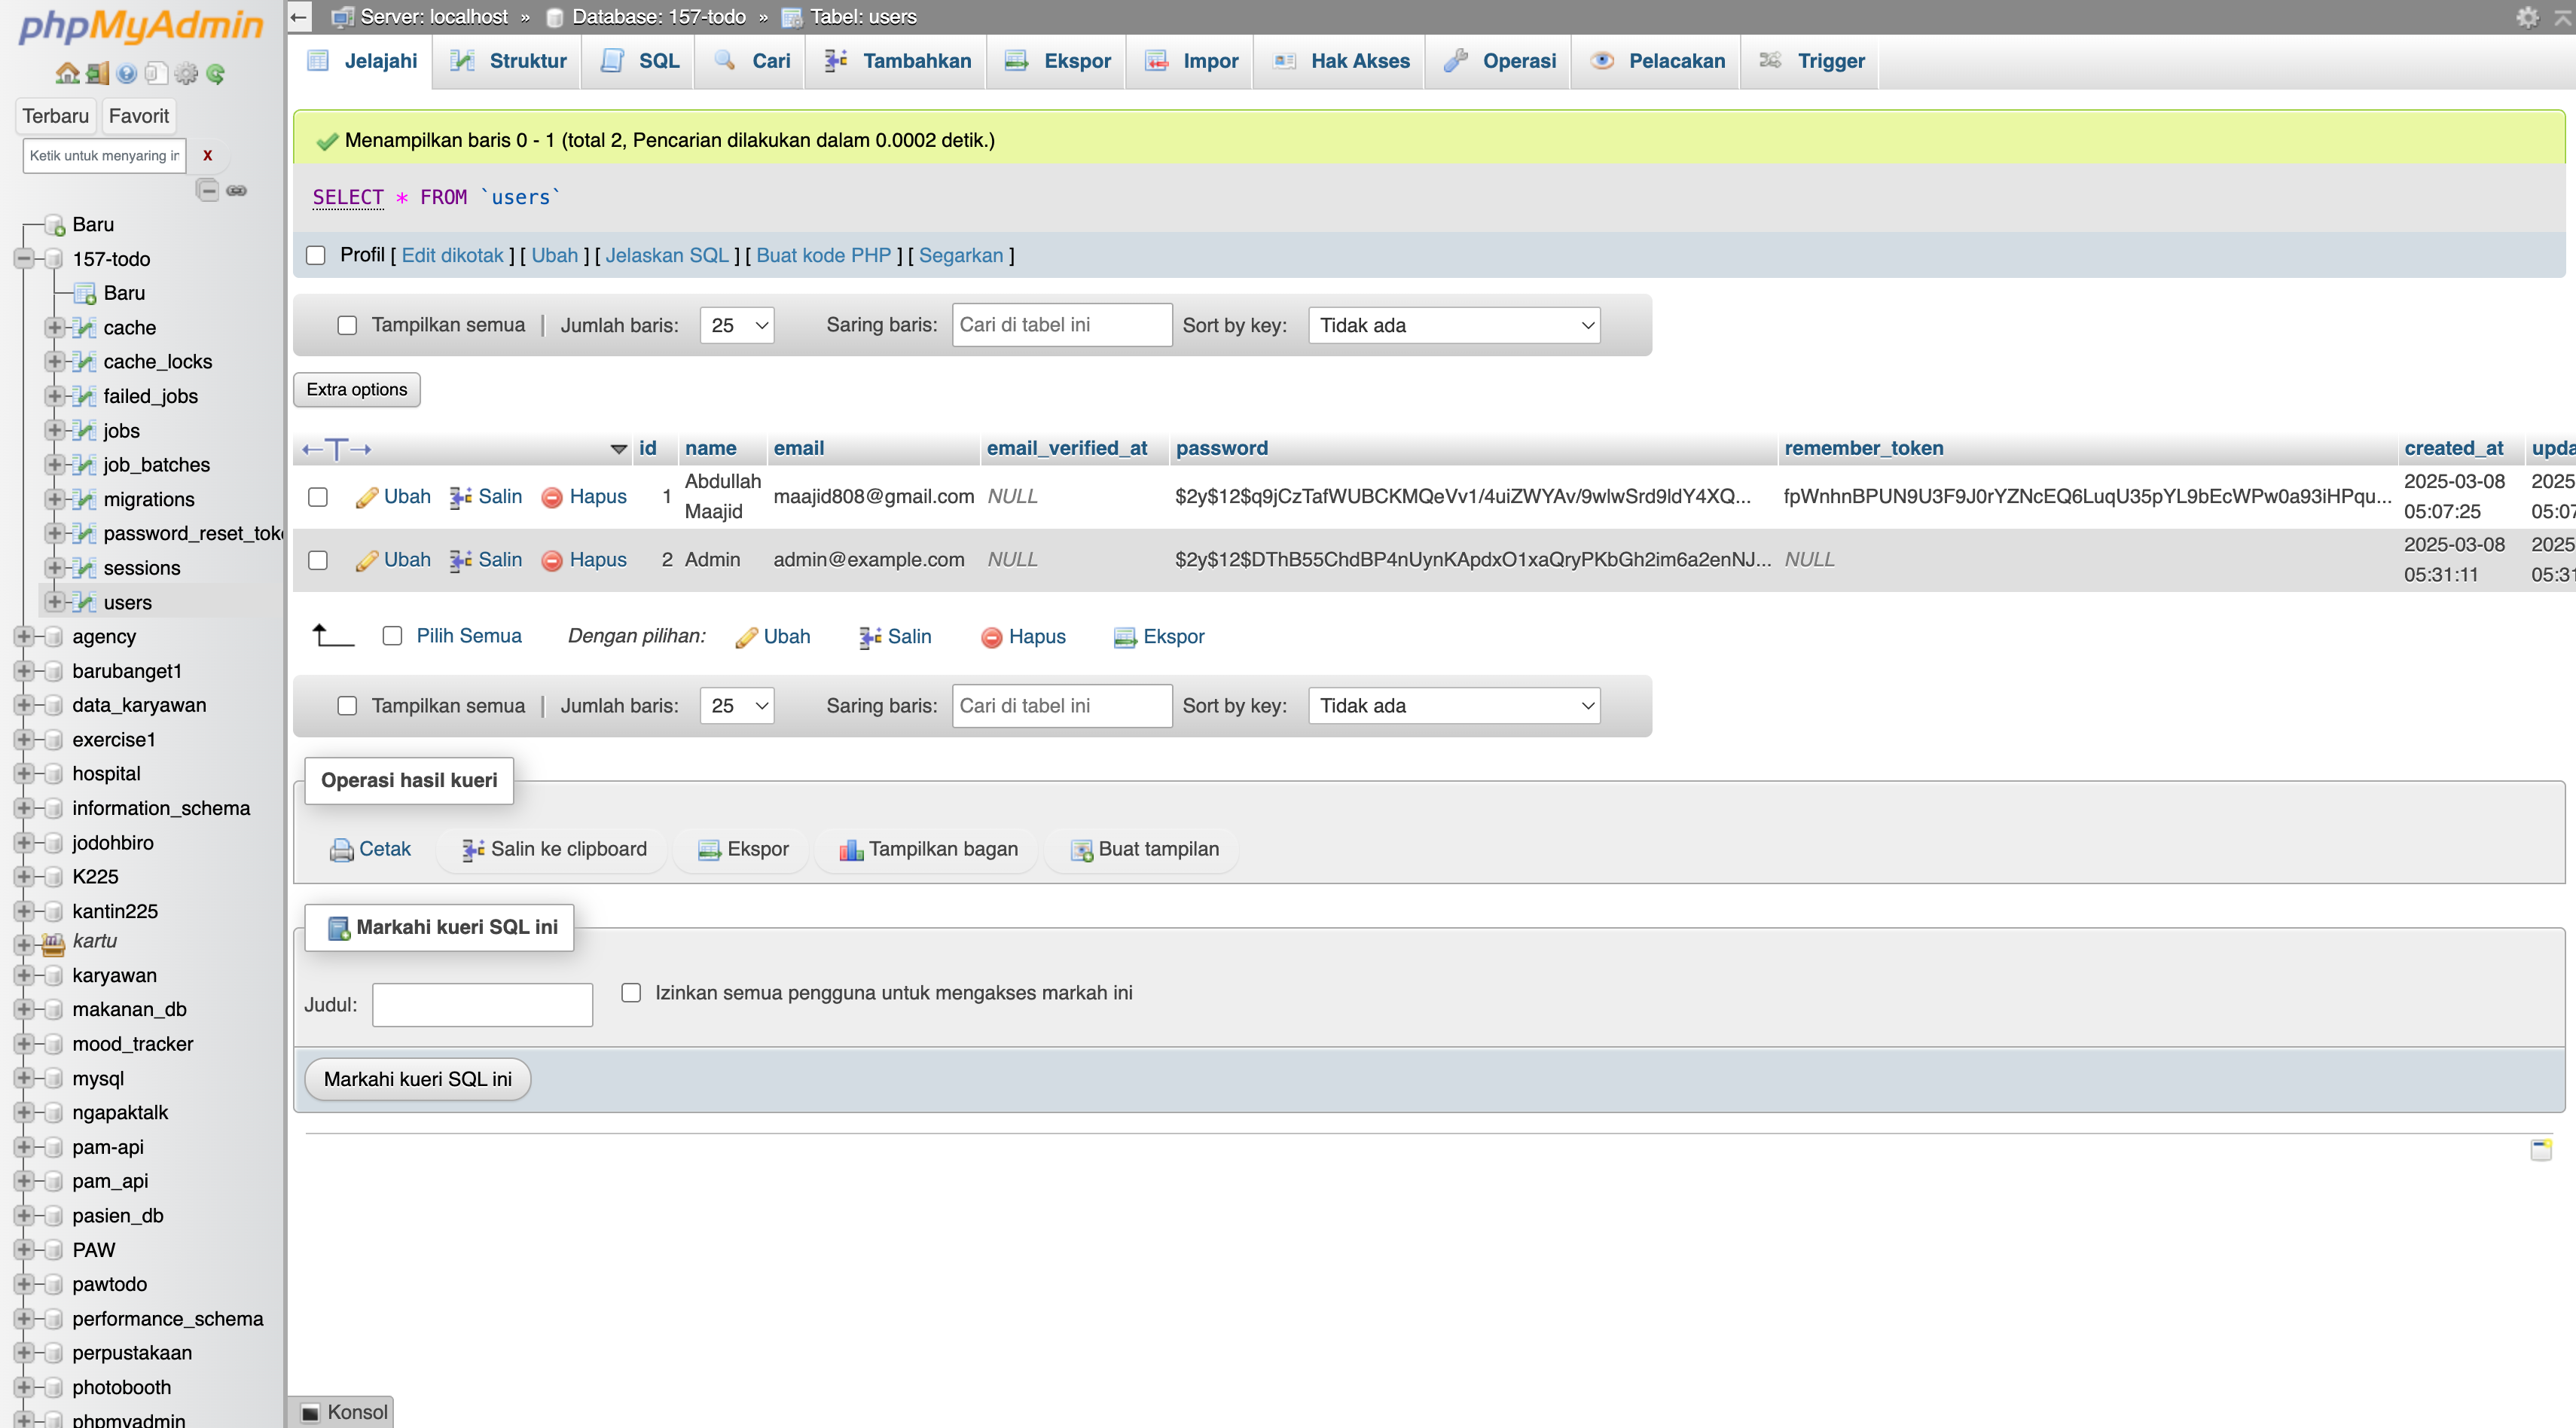 phpMyAdmin
Terbaru Favorit
Ketik untuk menyaring ir X
Baru
157-todo
Baru
cache
cache_locks
failed_jobs
jobs
job_batches
migrations
password_reset_toke
sessions
users
agency
barubanget1
data_karyawan
exercise1
hospital
information_schema
jodohbiro
K225
kantin225
kartu
karyawan
makanan_db
mood_tracker
mysql
ngapaktalk
pam-api
pam_api
pasien_db
PAW
pawtodo
performance_schema
perpustakaan
photobooth
phpmyadmin
Server: localhost » Database: 157-todo » Tabel: users
Jelajahi Struktur SQL Cari Tambahkan Ekspor Impor Hak Akses Operasi Pelacakan Trigger
Menampilkan baris 0 - 1 (total 2, Pencarian dilakukan dalam 0.0002 detik.)
SELECT * FROM `users`
Profil [ Edit dikotak ] [ Ubah ] [ Jelaskan SQL ] [ Buat kode PHP ] [ Segarkan ]
Tampilkan semua | Jumlah baris: 25 Saring baris: Cari di tabel ini Sort by key: Tidak ada
Extra options
←T→ id name email email_verified_at password remember_token created_at upda
Ubah Salin Hapus 1 Abdullah Maajid maajid808@gmail.com NULL $2y$12$q9jCzTafWUBCKMQeVv1/4uiZWYAv/9wlwSrd9ldY4XQ... fpWnhnBPUN9U3F9J0rYZNcEQ6LuqU35pYL9bEcWPw0a93iHPqu... 2025-03-08 05:07:25 2025 05:07
Ubah Salin Hapus 2 Admin admin@example.com NULL $2y$12$DThB55ChdBP4nUynKApdxO1xaQryPKbGh2im6a2enNJ... NULL 2025-03-08 05:31:11 2025 05:31
Pilih Semua Dengan pilihan: Ubah Salin Hapus Ekspor
Tampilkan semua | Jumlah baris: 25 Saring baris: Cari di tabel ini Sort by key: Tidak ada
Operasi hasil kueri
Cetak Salin ke clipboard Ekspor Tampilkan bagan Buat tampilan
Markahi kueri SQL ini
Judul: Izinkan semua pengguna untuk mengakses markah ini
Markahi kueri SQL ini
Konsol